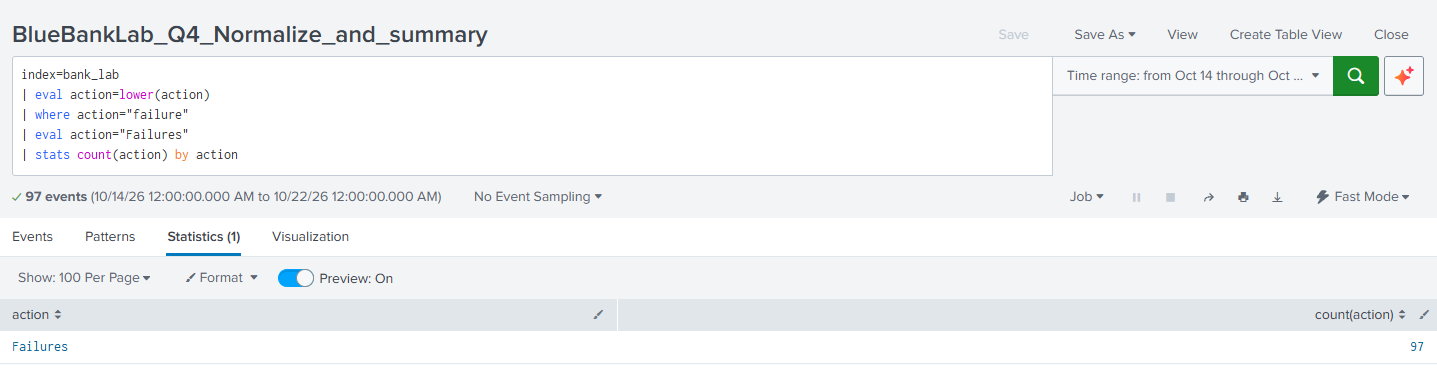 BlueBankLab_Q4_Normalize_and_summary
Save Save As View Create Table View Close
index=bank_lab
| eval action=lower(action)
| where action="failure"
| eval action="Failures"
| stats count(action) by action
Time range: from Oct 14 through Oct ...
97 events (10/14/26 12:00:00.000 AM to 10/22/26 12:00:00.000 AM) No Event Sampling Job Fast Mode
Events Patterns Statistics (1) Visualization
Show: 100 Per Page Format Preview: On
action count(action)
Failures 97